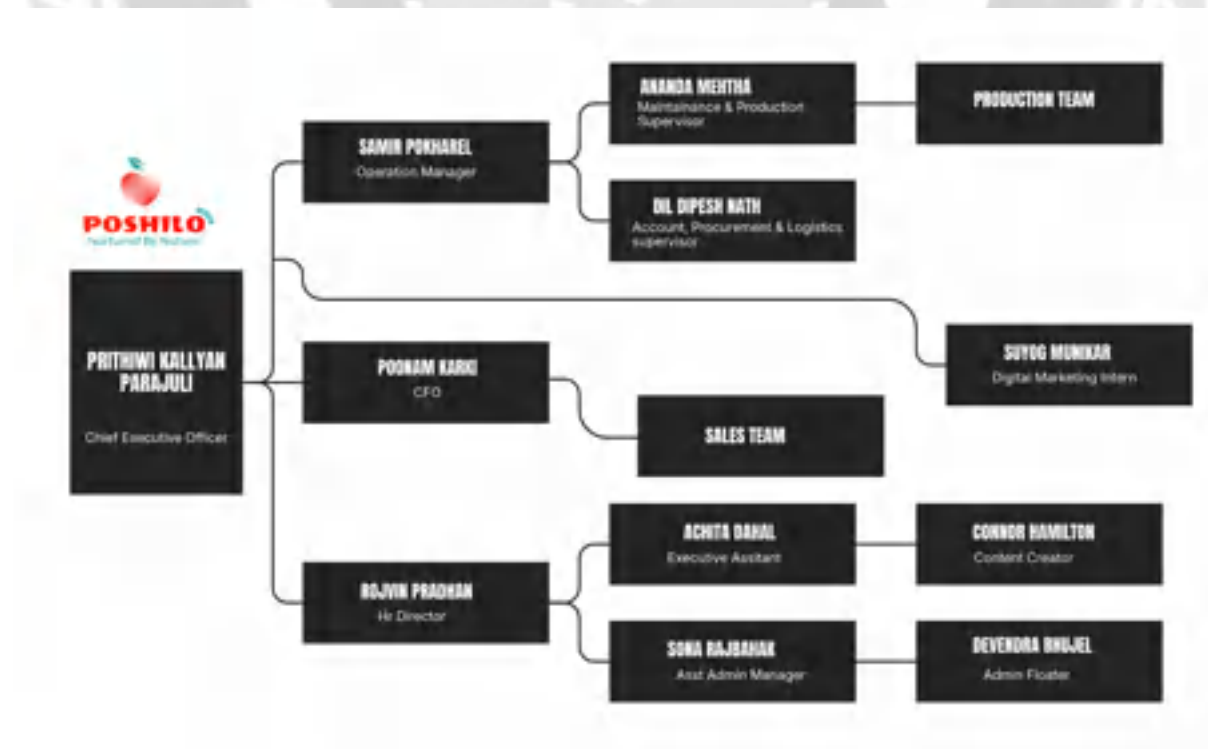 POSHILO
Nurtured By Nature
PRITHIWI KALLYAN
PARAJULI
Chief Executive Officer
SAMIR POKHAREL
Operation Manager
ANANDA MEHTHA
Maintainance & Production
Supervisor
PRODUCTION TEAM
DIL DIPESH NATH
Account, Procurement & Logistics
supervisor
SUYOG MUNIKAR
Digital Marketing Intern
POONAM KARKI
CFO
SALES TEAM
ROJVIN PRADHAN
Hr Director
ACHITA DAHAL
Executive Assitant
CONNOR HAMILTON
Content Creator
SONA RAJBAHAK
Asst Admin Manager
DEVENDRA BHUJEL
Admin Floater